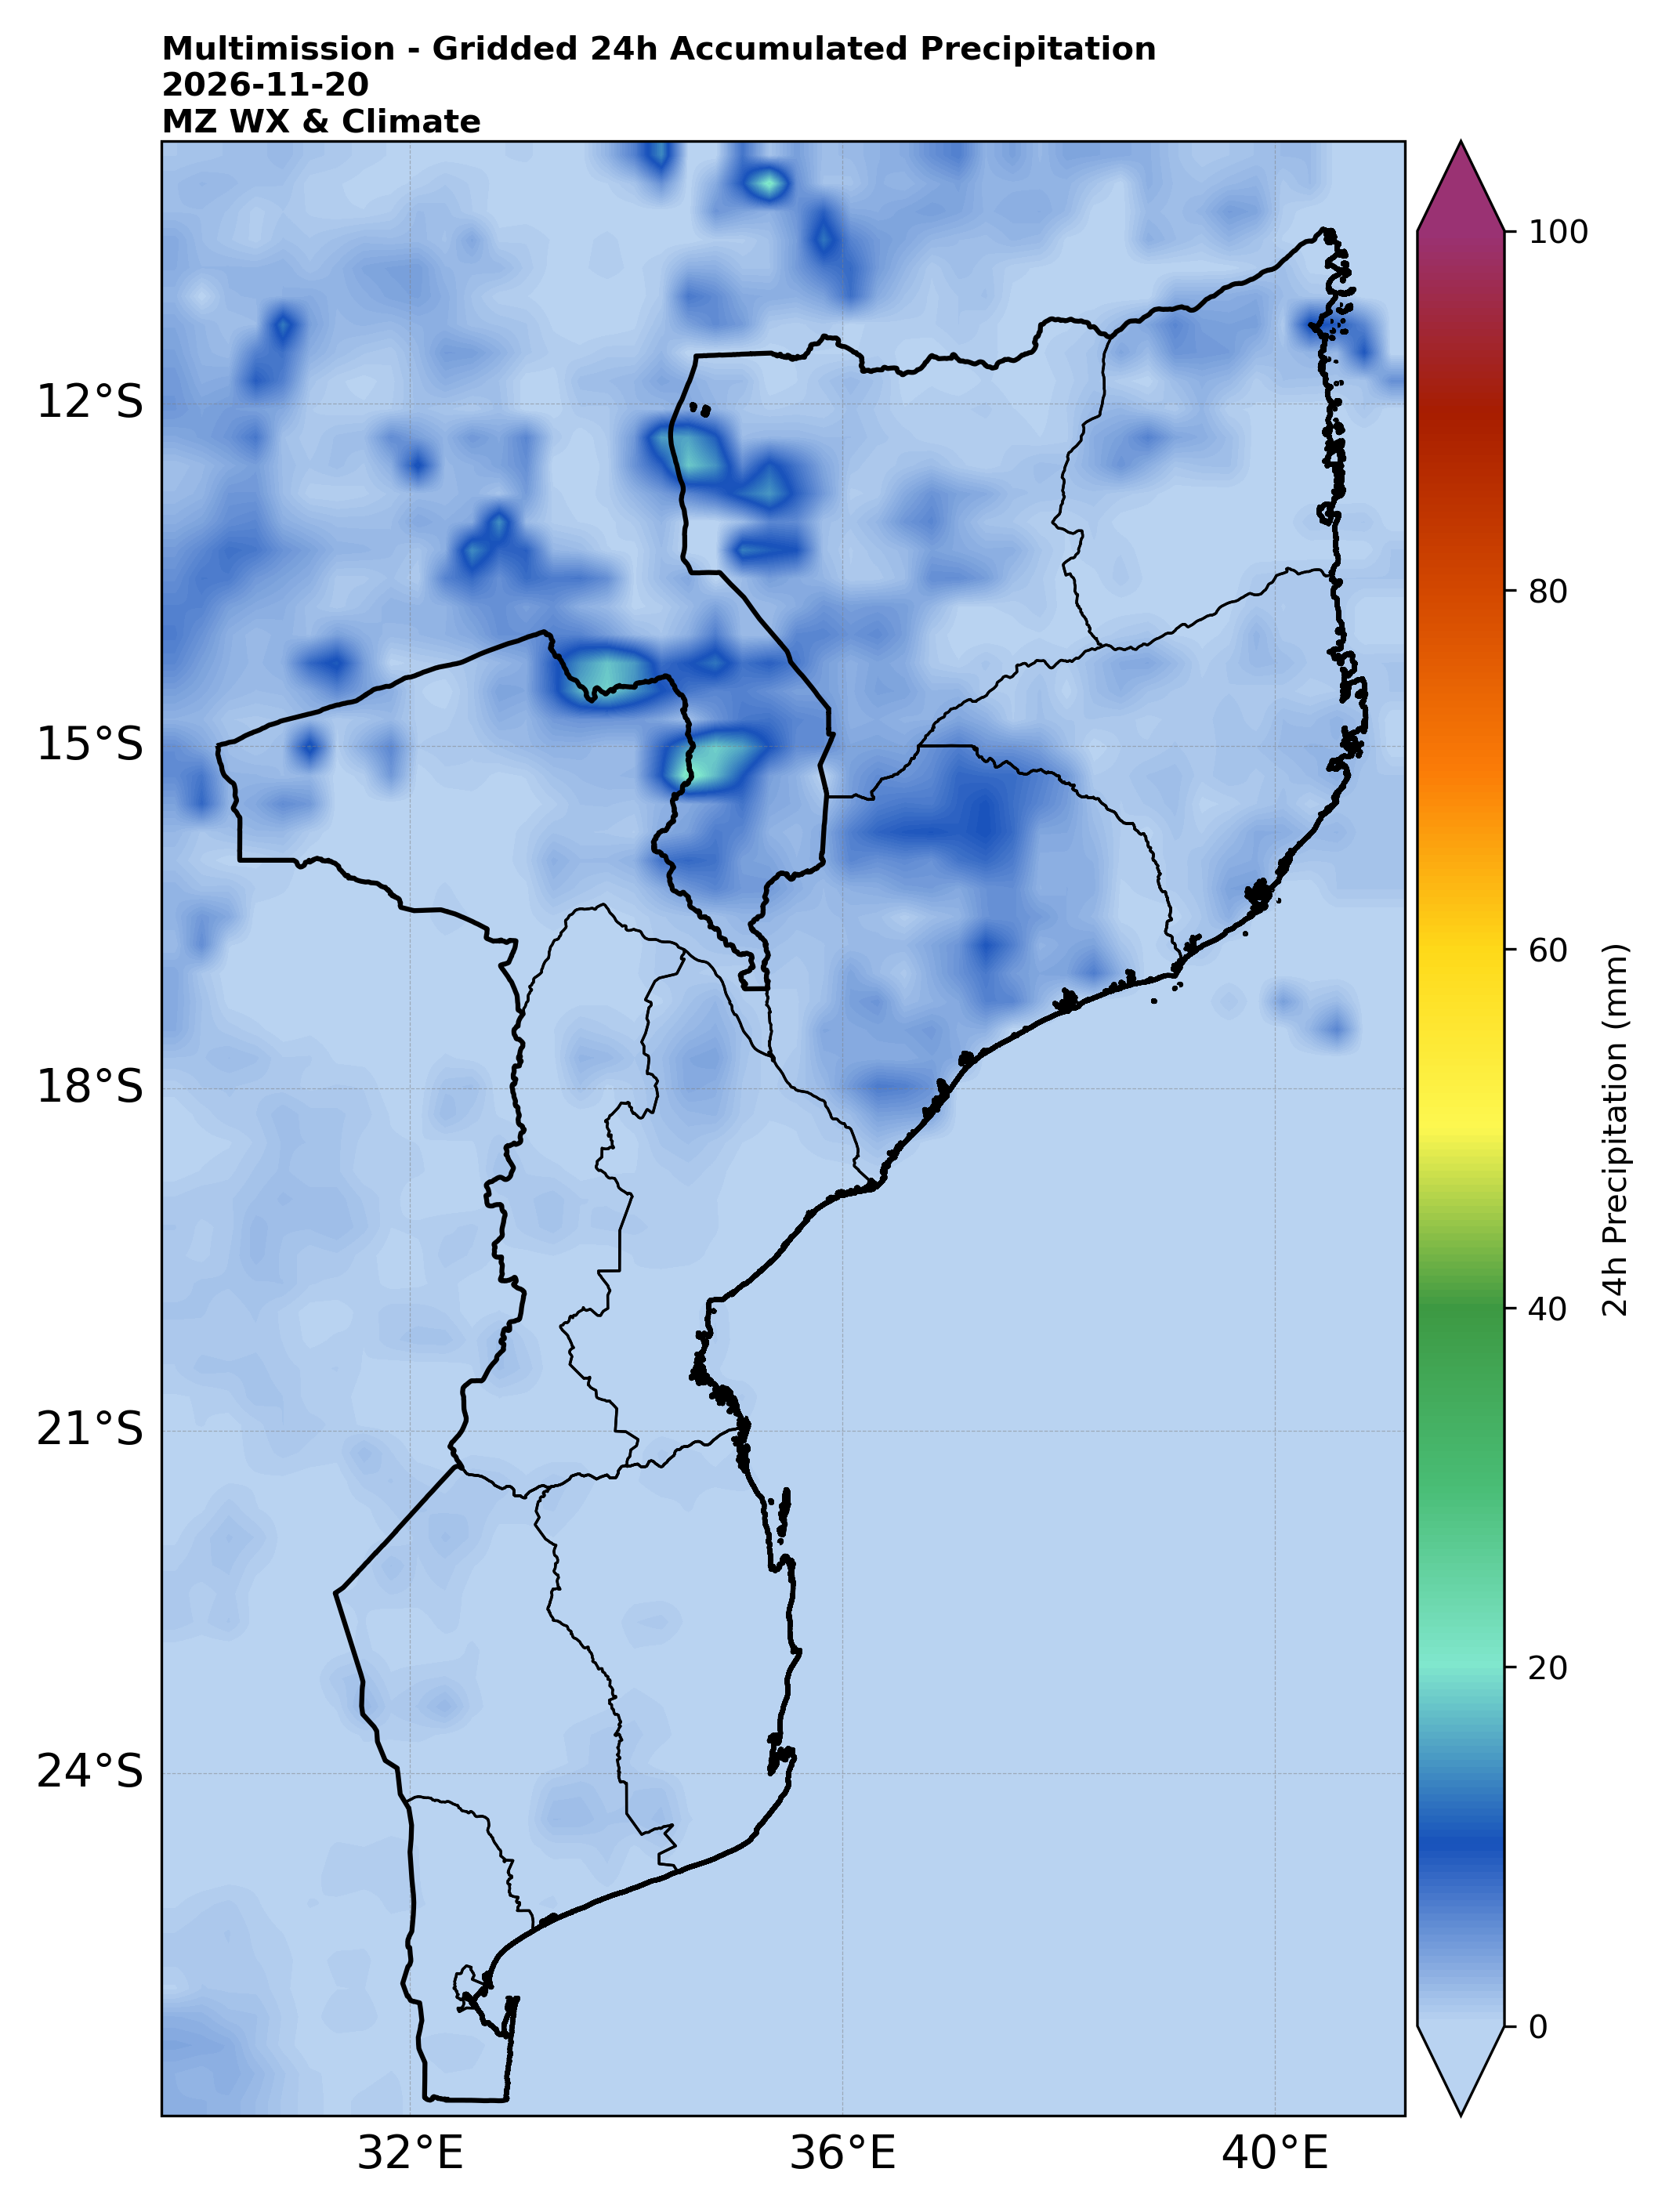 Multimission - Gridded 24h Accumulated Precipitation
2026-11-20
MZ WX & Climate
12°S
15°S
18°S
21°S
24°S
32°E
36°E
40°E
100
80
60
40
20
0
24h Precipitation (mm)